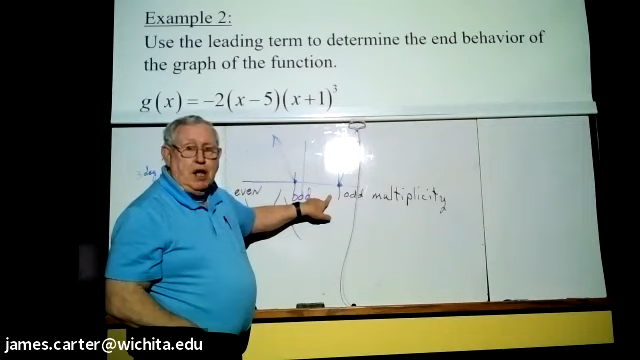 Example 2:
Use the leading term to determine the end behavior of
the graph of the function.
g(x) = −2(x−5)(x+1)³
deg
even odd odd multiplicity
james.carter@wichita.edu